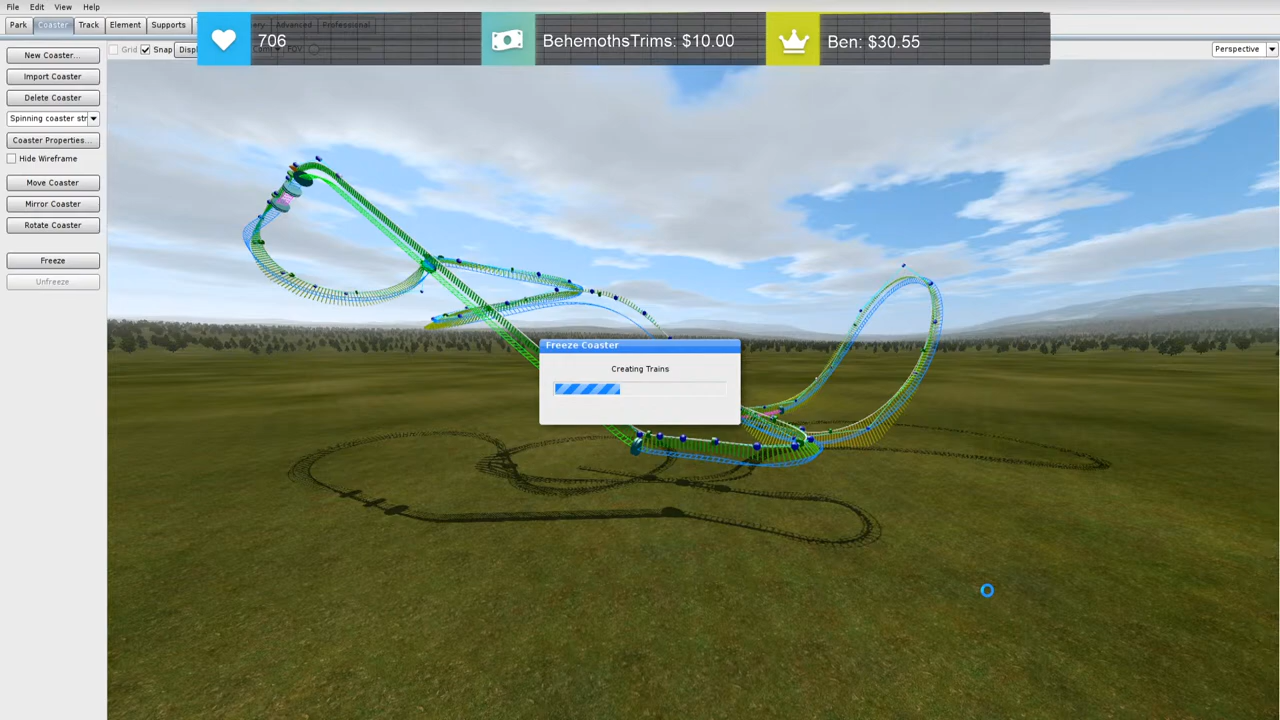 File Edit View Help
Park Coaster Track Element Supports Advanced Professional
706
BehemothsTrims: $10.00
Ben: $30.55
Grid Snap
Perspective
New Coaster...
Import Coaster
Delete Coaster
Spinning coaster str
Coaster Properties...
Hide Wireframe
Move Coaster
Mirror Coaster
Rotate Coaster
Freeze
Unfreeze
Freeze Coaster
Creating Trains